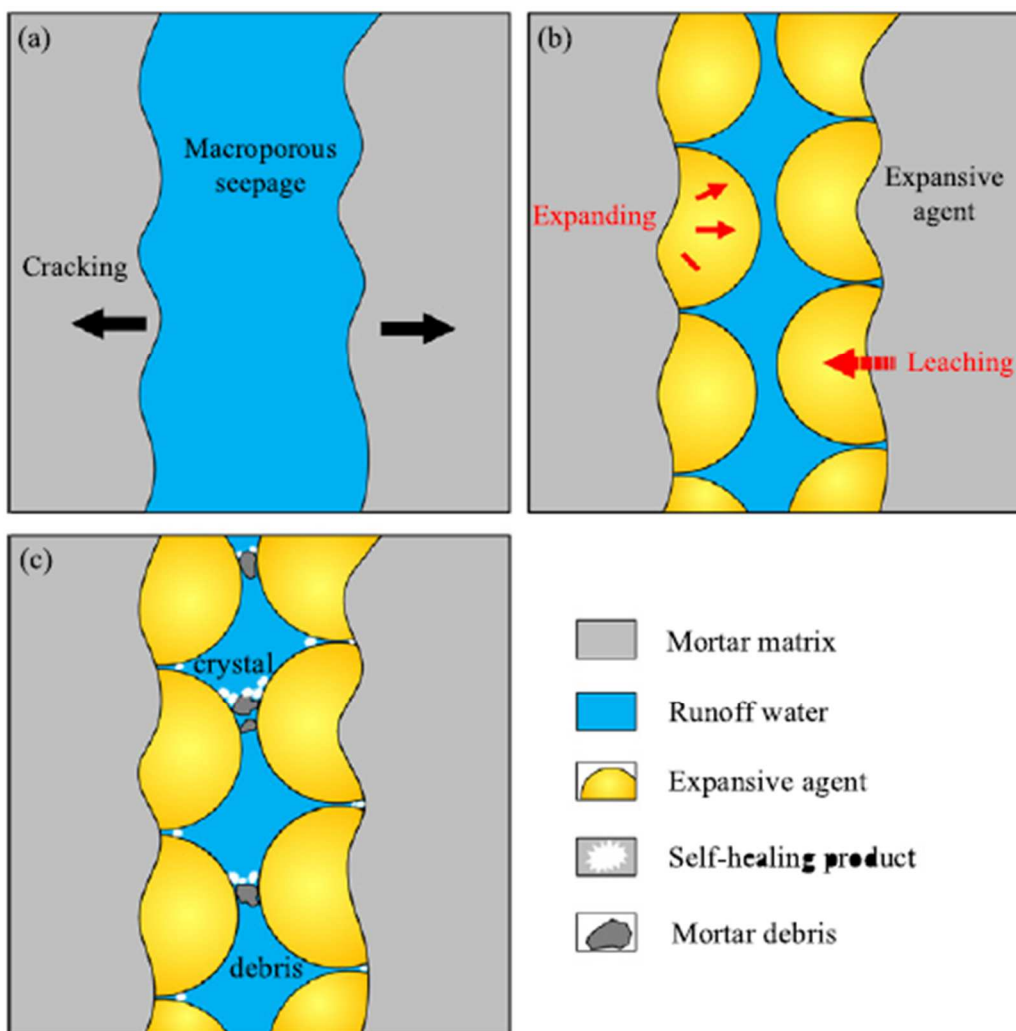 (a)
Macroporous
seepage
Cracking
(b)
Expanding
Expansive
agent
Leaching
(c)
crystal
debris
Mortar matrix
Runoff water
Expansive agent
Self-healing product
Mortar debris